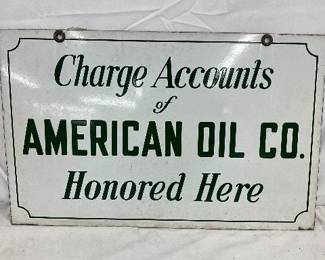 Charge Accounts
of
AMERICAN OIL CO.
Honored Here